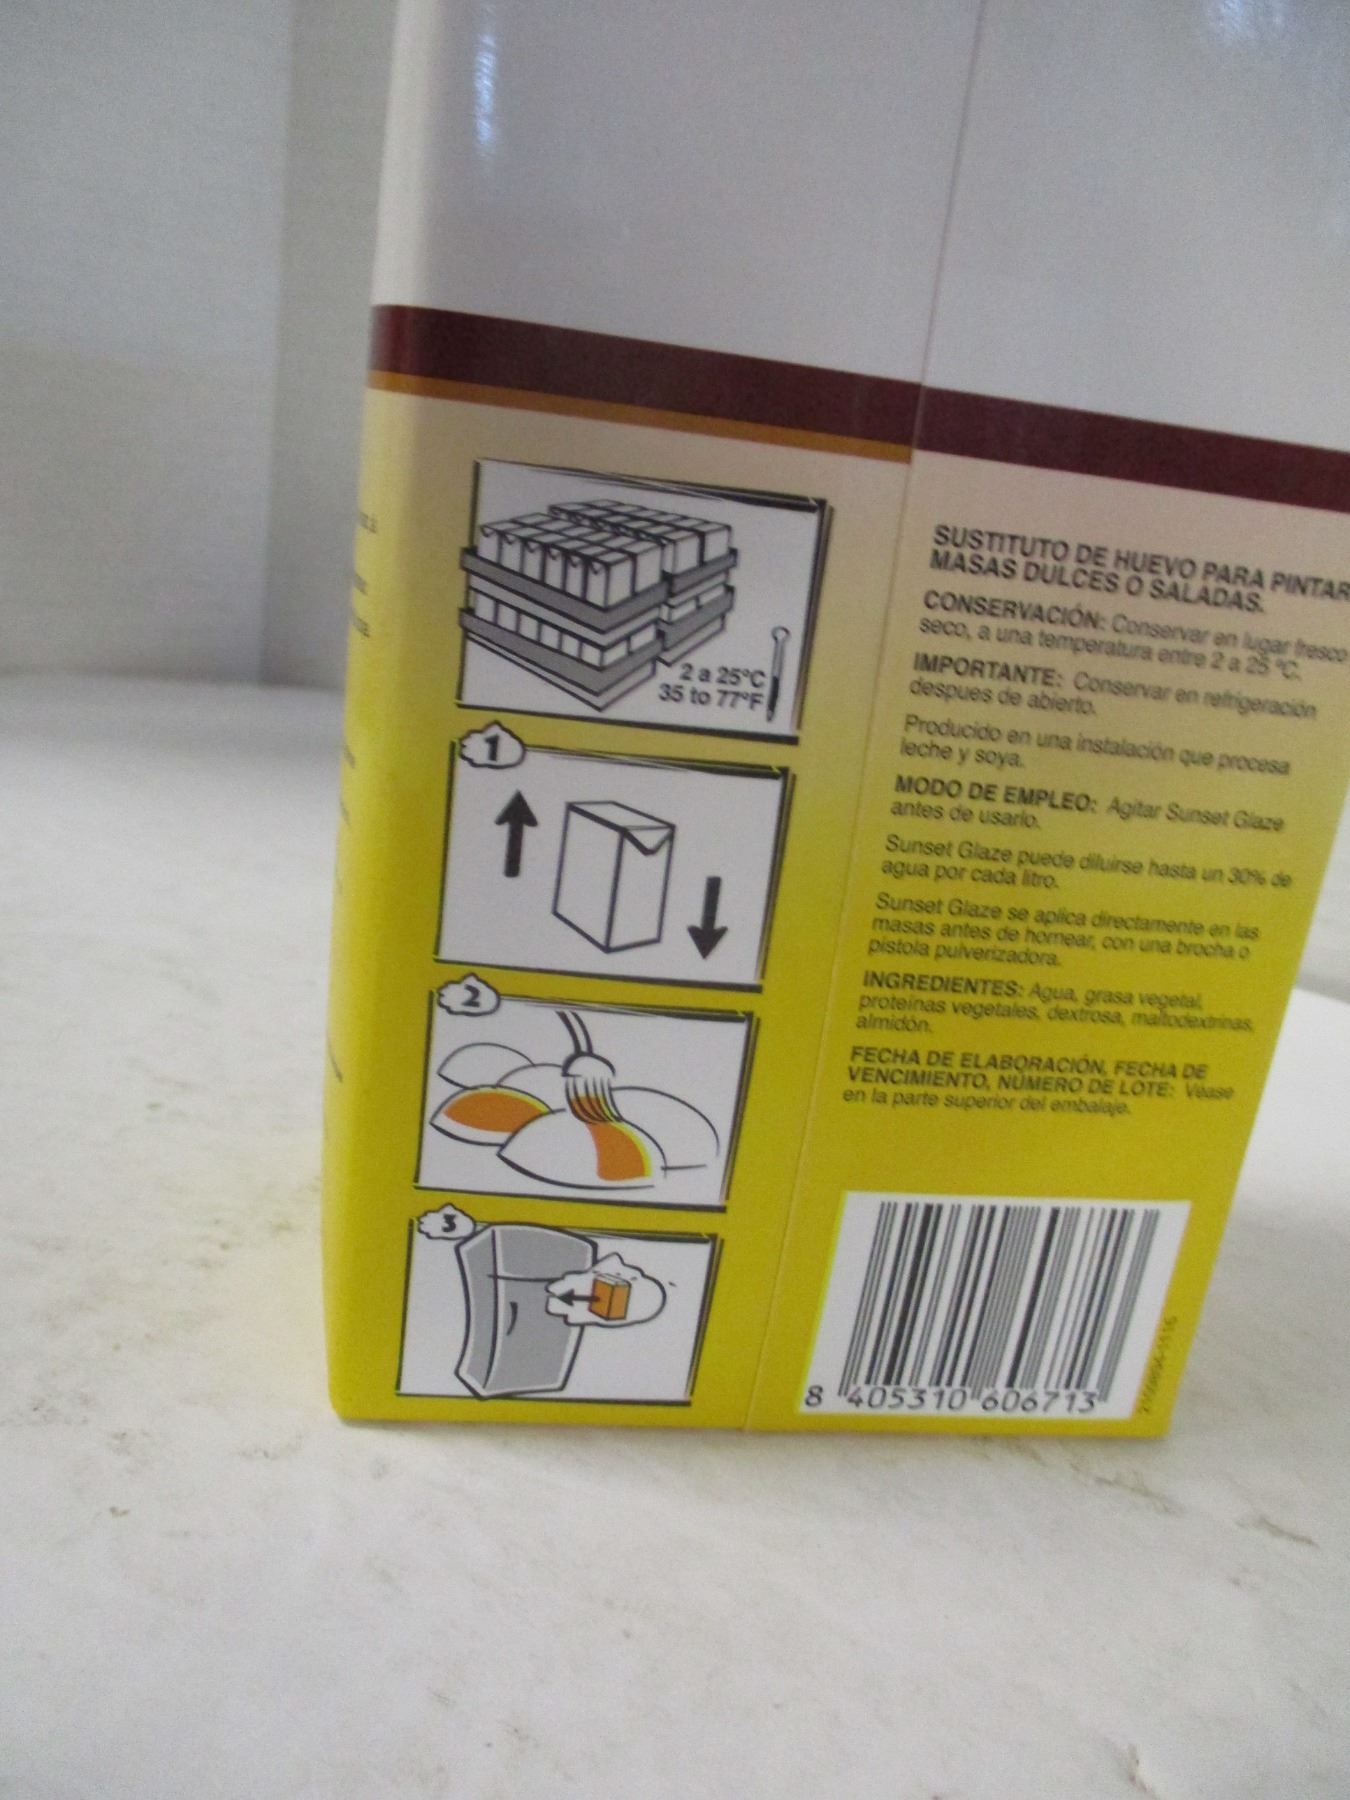 2 a 25°C
35 to 77°F
1
2
3
SUSTITUTO DE HUEVO PARA PINTAR
MASAS DULCES O SALADAS.
CONSERVACIÓN: Conservar en lugar fresco
seco, a una temperatura entre 2 a 25 °C.
IMPORTANTE: Conservar en refrigeración
despues de abierto.
Producido en una instalación que procesa
leche y soya.
MODO DE EMPLEO: Agitar Sunset Glaze
antes de usarlo.
Sunset Glaze puede diluirse hasta un 30% de
agua por cada litro.
Sunset Glaze se aplica directamente en las
masas antes de hornear, con una brocha o
pistola pulverizadora.
INGREDIENTES: Agua, grasa vegetal,
proteínas vegetales, dextrosa, maltodextrinas,
almidón.
FECHA DE ELABORACIÓN, FECHA DE
VENCIMIENTO, NÚMERO DE LOTE: Véase
en la parte superior del embalaje.
8 405310 606713